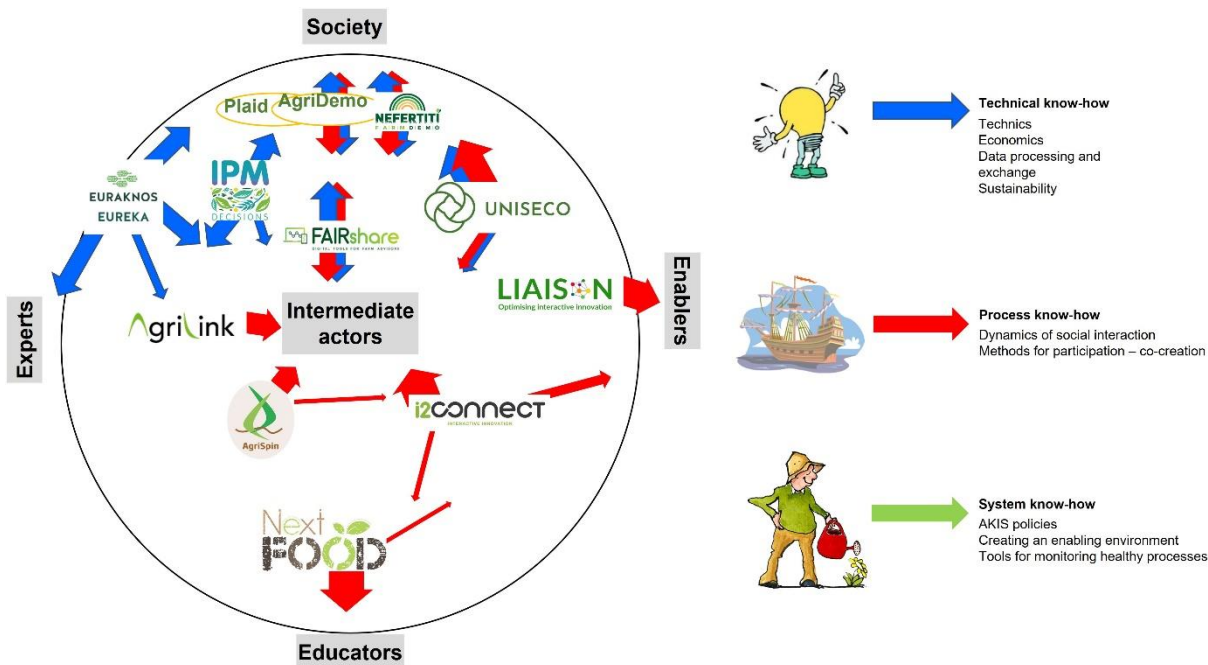 Society
Plaid
AgriDemo
NEFERTITI
FARMDEMO
EURAKNOS
EUREKA
IPM
DECISIONS
UNISECO
FAIRshare
DIGITAL TOOLS FOR FARM ADVISORS
LIAISON
Optimising interactive innovation
Enablers
Experts
AgriLink
Intermediate
actors
AgriSpin
i2connect
INTERACTIVE INNOVATION
Next
FOOD
Educators
Technical know-how
Technics
Economics
Data processing and
exchange
Sustainability
Process know-how
Dynamics of social interaction
Methods for participation – co-creation
System know-how
AKIS policies
Creating an enabling environment
Tools for monitoring healthy processes